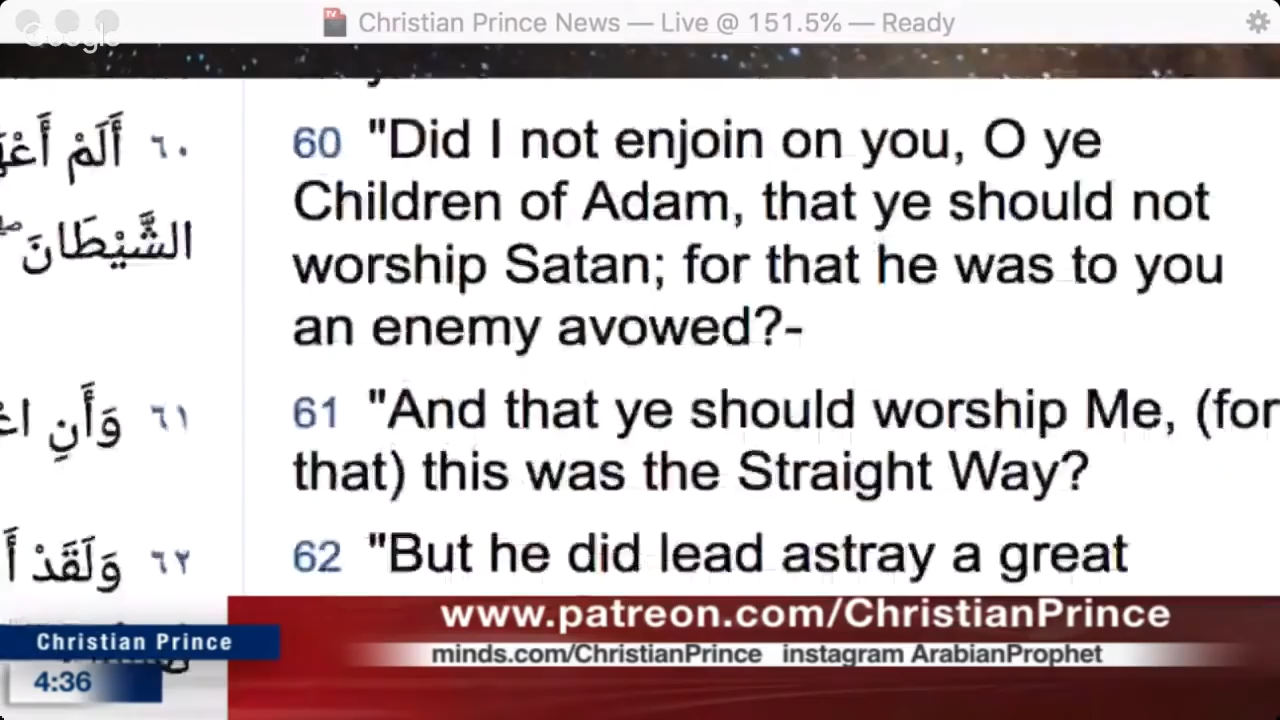 Christian Prince News — Live @ 151.5% — Ready
Google
٦٠ أَلَمْ
60 "Did I not enjoin on you, O ye
Children of Adam, that ye should not
الشَّيْطَانَ ۖ
worship Satan; for that he was to you
an enemy avowed?-
٦١ وَأَنِ
61 "And that ye should worship Me, (for
that) this was the Straight Way?
٦٢ وَلَقَدْ
62 "But he did lead astray a great
www.patreon.com/ChristianPrince
Christian Prince
minds.com/ChristianPrince instagram ArabianProphet
4:36